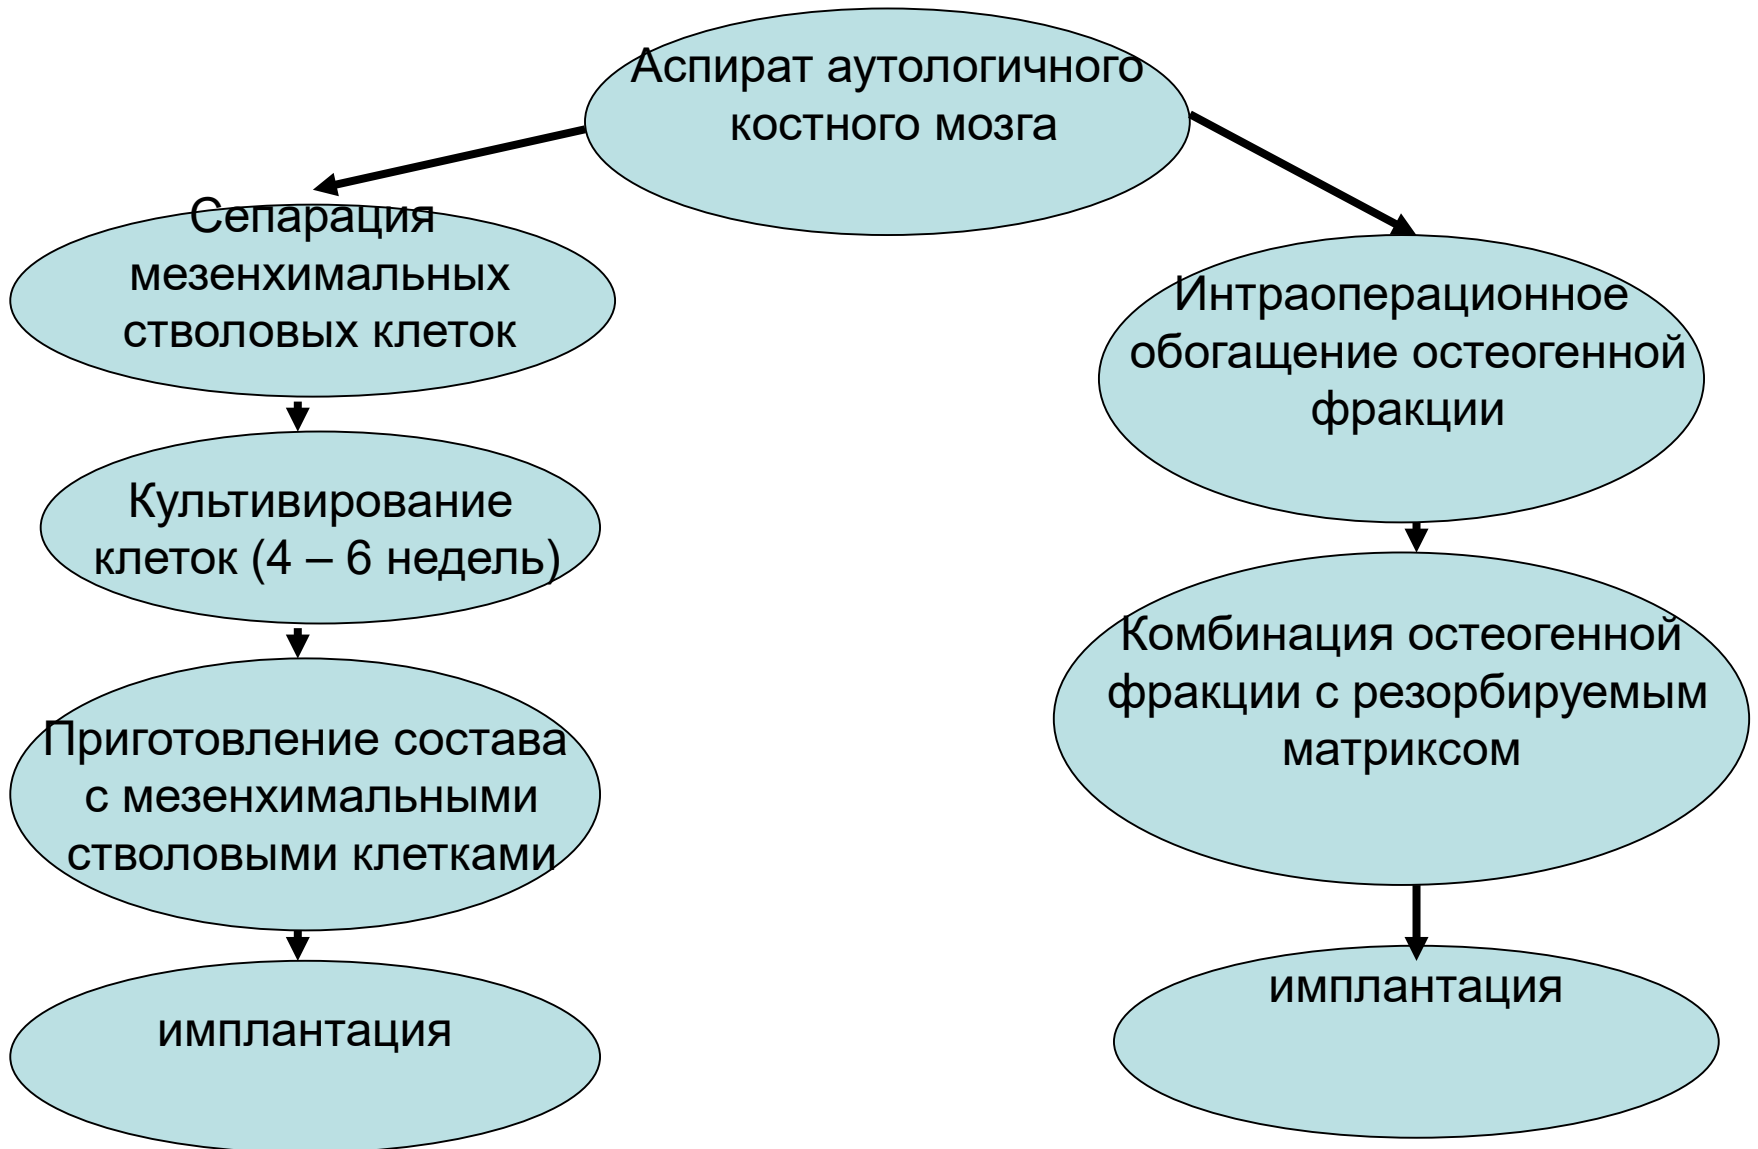 Аспират аутологичного
костного мозга
Сепарация
мезенхимальных
стволовых клеток
Культивирование
клеток (4 – 6 недель)
Приготовление состава
с мезенхимальными
стволовыми клетками
имплантация
Интраоперационное
обогащение остеогенной
фракции
Комбинация остеогенной
фракции с резорбируемым
матриксом
имплантация